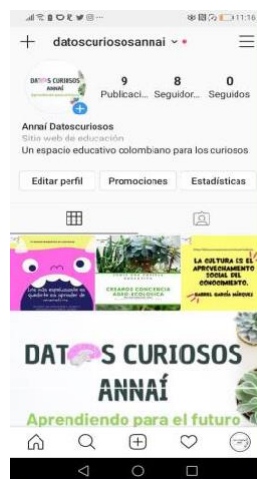 11:16
datoscuriososannai
DATOS CURIOSOS
ANNAÍ
9 8 0
Publicaci... Seguidor... Seguidos
Annaí Datoscuriosos
Sitio web de educación
Un espacio educativo colombiano para los curiosos
Editar perfil Promociones Estadísticas
CREAMOS CONCIENCIA
AGRO-ECOLÓGICA
LA CULTURA ES EL
APROVECHAMIENTO
SOCIAL DEL
CONOCIMIENTO.
GABRIEL GARCÍA MÁRQUEZ
DATOS CURIOSOS
ANNAÍ
Aprendiendo para el futuro